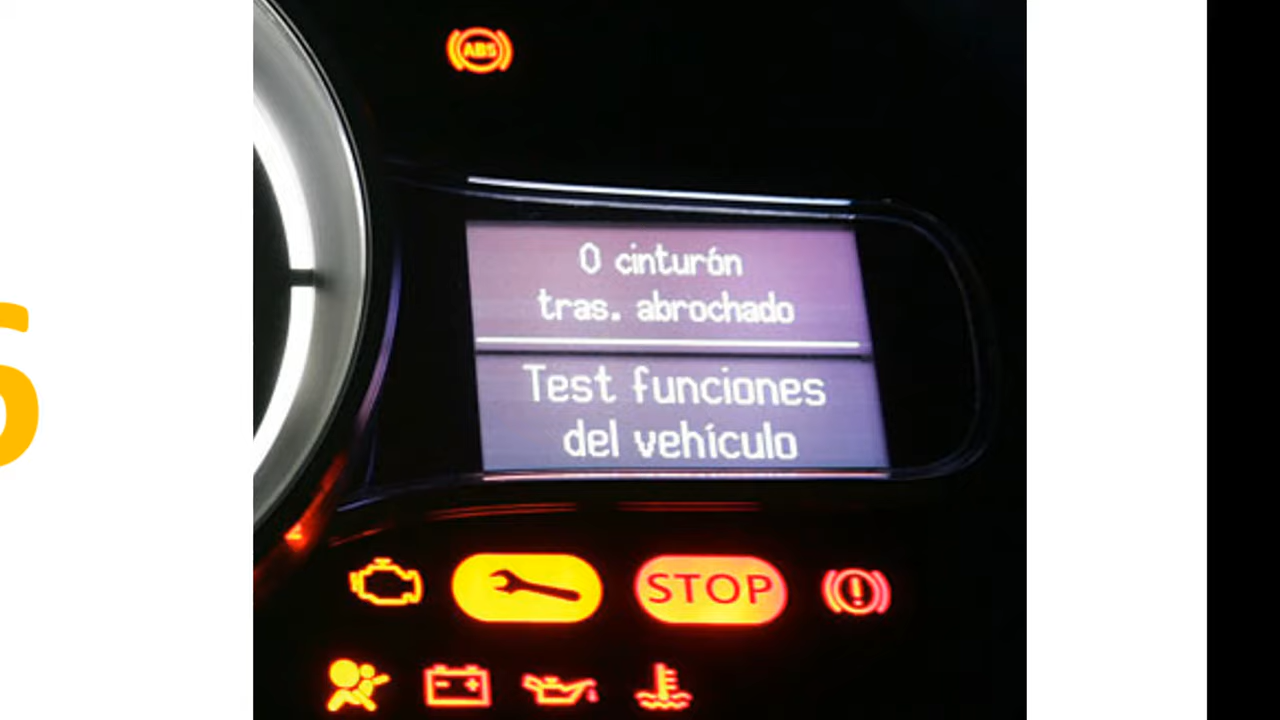 ABS
0 cinturón
tras. abrochado
Test funciones
del vehículo
STOP